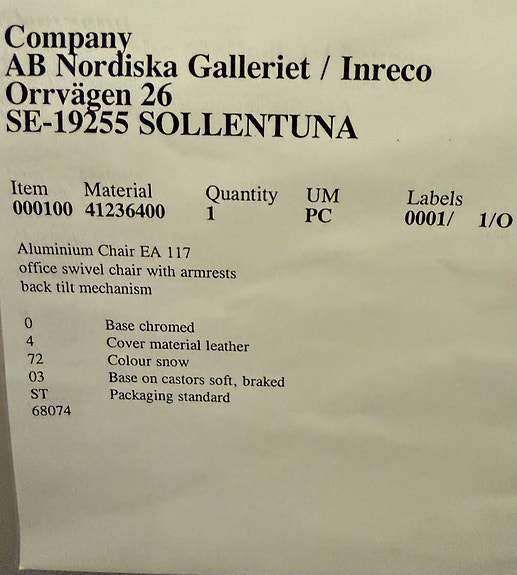 Company
AB Nordiska Galleriet / Inreco
Orrvägen 26
SE-19255 SOLLENTUNA
Item Material Quantity UM Labels
000100 41236400 1 PC 0001/ 1/O
Aluminium Chair EA 117
office swivel chair with armrests
back tilt mechanism
0 Base chromed
4 Cover material leather
72 Colour snow
03 Base on castors soft, braked
ST Packaging standard
68074